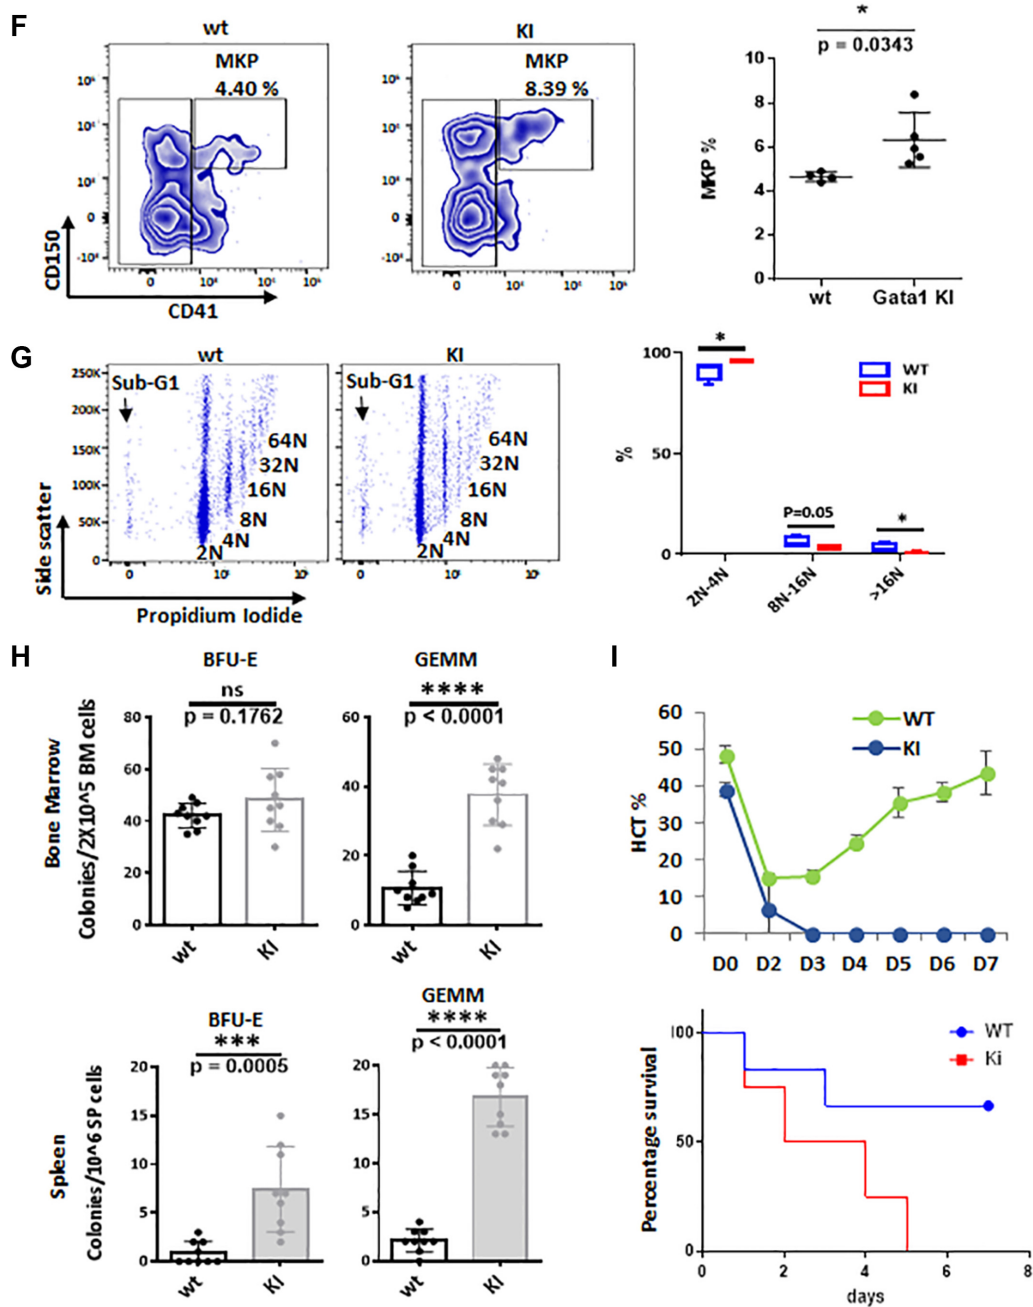 F
wt
KI
MKP
4.40 %
MKP
8.39 %
*
p = 0.0343
CD150
CD41
0
0
0
0
MKP %
10
8
6
4
2
0
wt
Gata1 KI
G
wt
KI
Sub-G1
Sub-G1
250K
200K
150K
100K
50K
0
64N
32N
16N
8N
4N
2N
64N
32N
16N
8N
4N
2N
0
0
Side scatter
Propidium Iodide
%
100
50
0
*
P=0.05
*
WT
KI
2N-4N
8N-16N
>16N
H
BFU-E
ns
p = 0.1762
GEMM
****
p < 0.0001
Bone Marrow
Colonies/2X10^5 BM cells
80
60
40
20
0
wt
KI
60
40
20
0
wt
KI
BFU-E
***
p = 0.0005
GEMM
****
p < 0.0001
Spleen
Colonies/10^6 SP cells
20
15
10
5
0
wt
KI
20
15
10
5
0
wt
KI
I
WT
KI
HCT %
60
50
40
30
20
10
0
D0 D2 D3 D4 D5 D6 D7
WT
Ki
Percentage survival
100
50
0
0 2 4 6 8
days